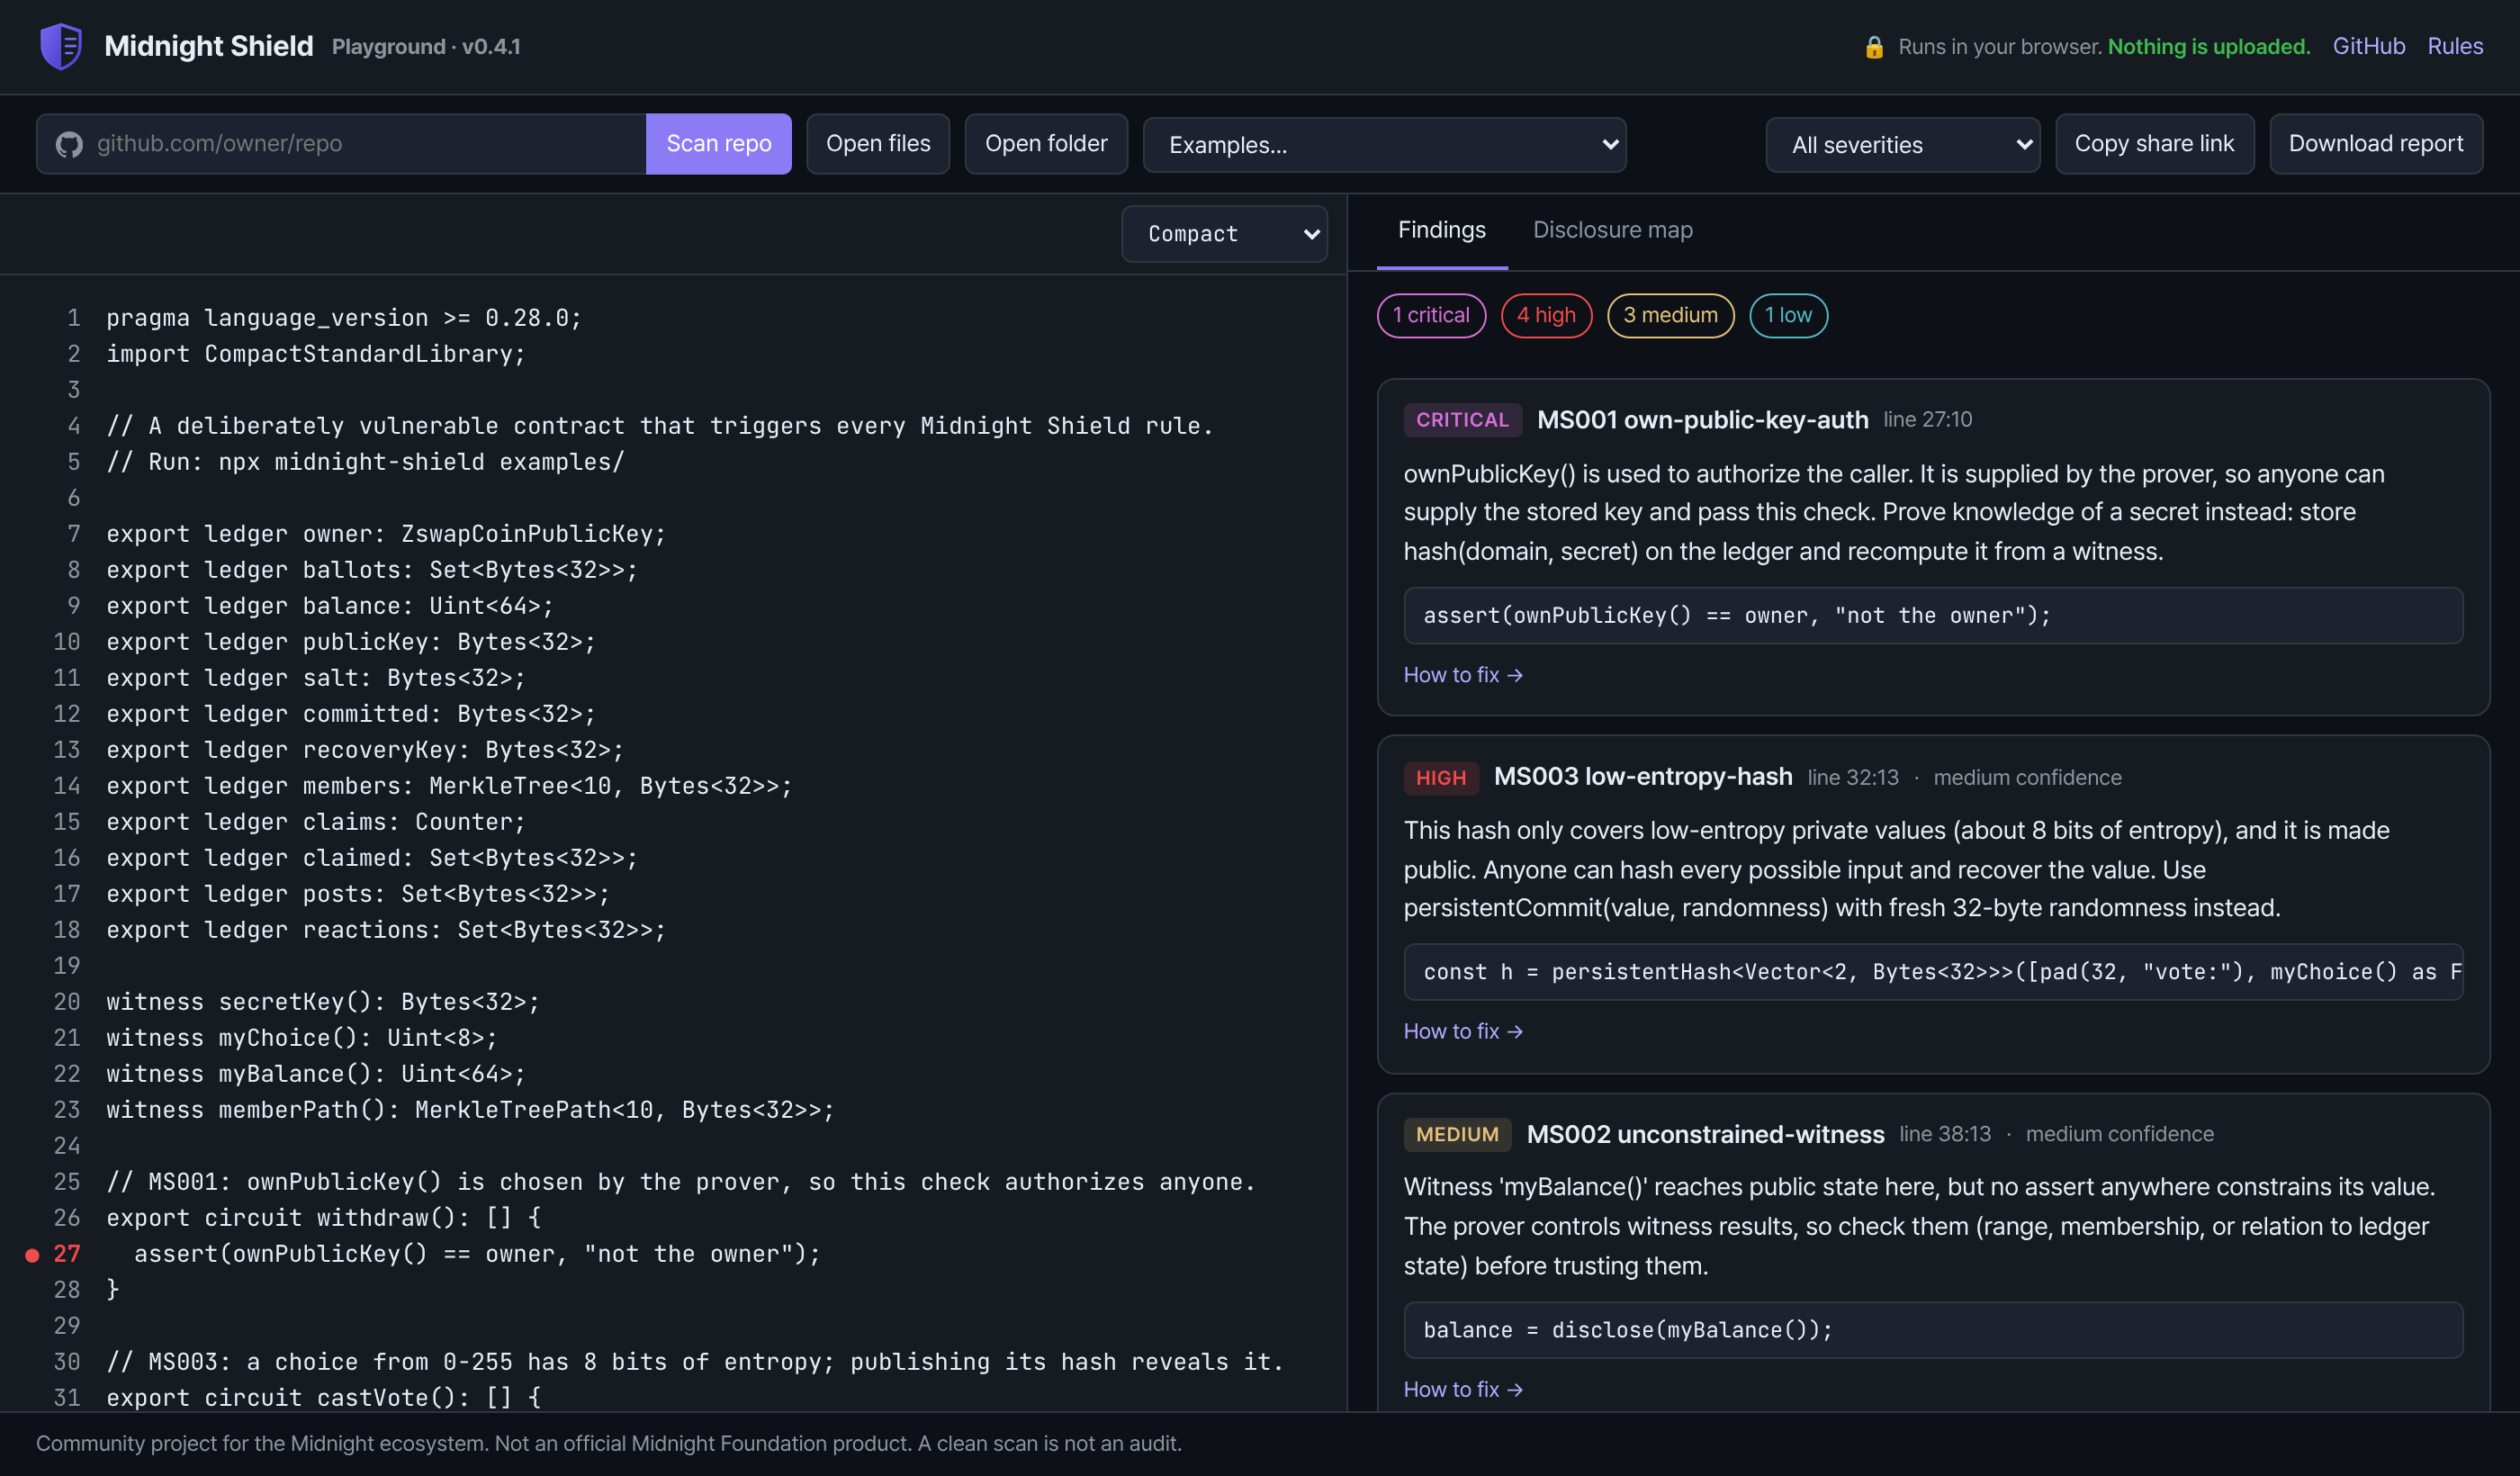 Midnight Shield Playground · v0.4.1
🔒 Runs in your browser. Nothing is uploaded. GitHub Rules
github.com/owner/repo Scan repo Open files Open folder Examples... All severities Copy share link Download report
Compact
1 pragma language_version >= 0.28.0;
2 import CompactStandardLibrary;
3
4 // A deliberately vulnerable contract that triggers every Midnight Shield rule.
5 // Run: npx midnight-shield examples/
6
7 export ledger owner: ZswapCoinPublicKey;
8 export ledger ballots: Set<Bytes<32>>;
9 export ledger balance: Uint<64>;
10 export ledger publicKey: Bytes<32>;
11 export ledger salt: Bytes<32>;
12 export ledger committed: Bytes<32>;
13 export ledger recoveryKey: Bytes<32>;
14 export ledger members: MerkleTree<10, Bytes<32>>;
15 export ledger claims: Counter;
16 export ledger claimed: Set<Bytes<32>>;
17 export ledger posts: Set<Bytes<32>>;
18 export ledger reactions: Set<Bytes<32>>;
19
20 witness secretKey(): Bytes<32>;
21 witness myChoice(): Uint<8>;
22 witness myBalance(): Uint<64>;
23 witness memberPath(): MerkleTreePath<10, Bytes<32>>;
24
25 // MS001: ownPublicKey() is chosen by the prover, so this check authorizes anyone.
26 export circuit withdraw(): [] {
27   assert(ownPublicKey() == owner, "not the owner");
28 }
29
30 // MS003: a choice from 0-255 has 8 bits of entropy; publishing its hash reveals it.
31 export circuit castVote(): [] {
Findings Disclosure map
1 critical 4 high 3 medium 1 low
CRITICAL MS001 own-public-key-auth line 27:10
ownPublicKey() is used to authorize the caller. It is supplied by the prover, so anyone can
supply the stored key and pass this check. Prove knowledge of a secret instead: store
hash(domain, secret) on the ledger and recompute it from a witness.
assert(ownPublicKey() == owner, "not the owner");
How to fix →
HIGH MS003 low-entropy-hash line 32:13 · medium confidence
This hash only covers low-entropy private values (about 8 bits of entropy), and it is made
public. Anyone can hash every possible input and recover the value. Use
persistentCommit(value, randomness) with fresh 32-byte randomness instead.
const h = persistentHash<Vector<2, Bytes<32>>>([pad(32, "vote:"), myChoice() as F
How to fix →
MEDIUM MS002 unconstrained-witness line 38:13 · medium confidence
Witness 'myBalance()' reaches public state here, but no assert anywhere constrains its value.
The prover controls witness results, so check them (range, membership, or relation to ledger
state) before trusting them.
balance = disclose(myBalance());
How to fix →
Community project for the Midnight ecosystem. Not an official Midnight Foundation product. A clean scan is not an audit.